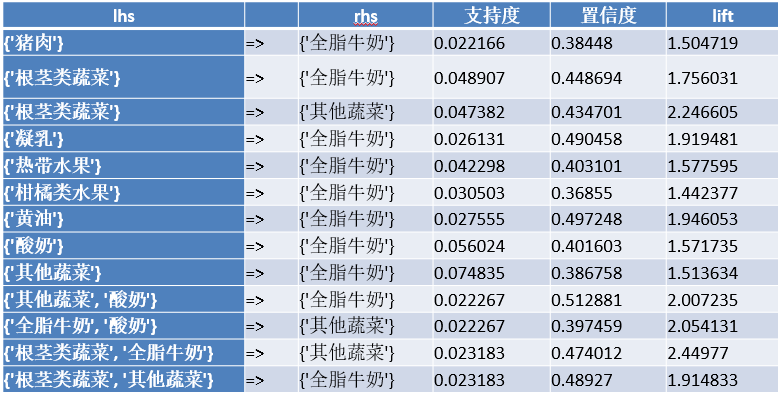 lhs rhs 支持度 置信度 lift
{'猪肉'} => {'全脂牛奶'} 0.022166 0.38448 1.504719
{'根茎类蔬菜'} => {'全脂牛奶'} 0.048907 0.448694 1.756031
{'根茎类蔬菜'} => {'其他蔬菜'} 0.047382 0.434701 2.246605
{'凝乳'} => {'全脂牛奶'} 0.026131 0.490458 1.919481
{'热带水果'} => {'全脂牛奶'} 0.042298 0.403101 1.577595
{'柑橘类水果'} => {'全脂牛奶'} 0.030503 0.36855 1.442377
{'黄油'} => {'全脂牛奶'} 0.027555 0.497248 1.946053
{'酸奶'} => {'全脂牛奶'} 0.056024 0.401603 1.571735
{'其他蔬菜'} => {'全脂牛奶'} 0.074835 0.386758 1.513634
{'其他蔬菜', '酸奶'} => {'全脂牛奶'} 0.022267 0.512881 2.007235
{'全脂牛奶', '酸奶'} => {'其他蔬菜'} 0.022267 0.397459 2.054131
{'根茎类蔬菜', '全脂牛奶'} => {'其他蔬菜'} 0.023183 0.474012 2.44977
{'根茎类蔬菜', '其他蔬菜'} => {'全脂牛奶'} 0.023183 0.48927 1.914833